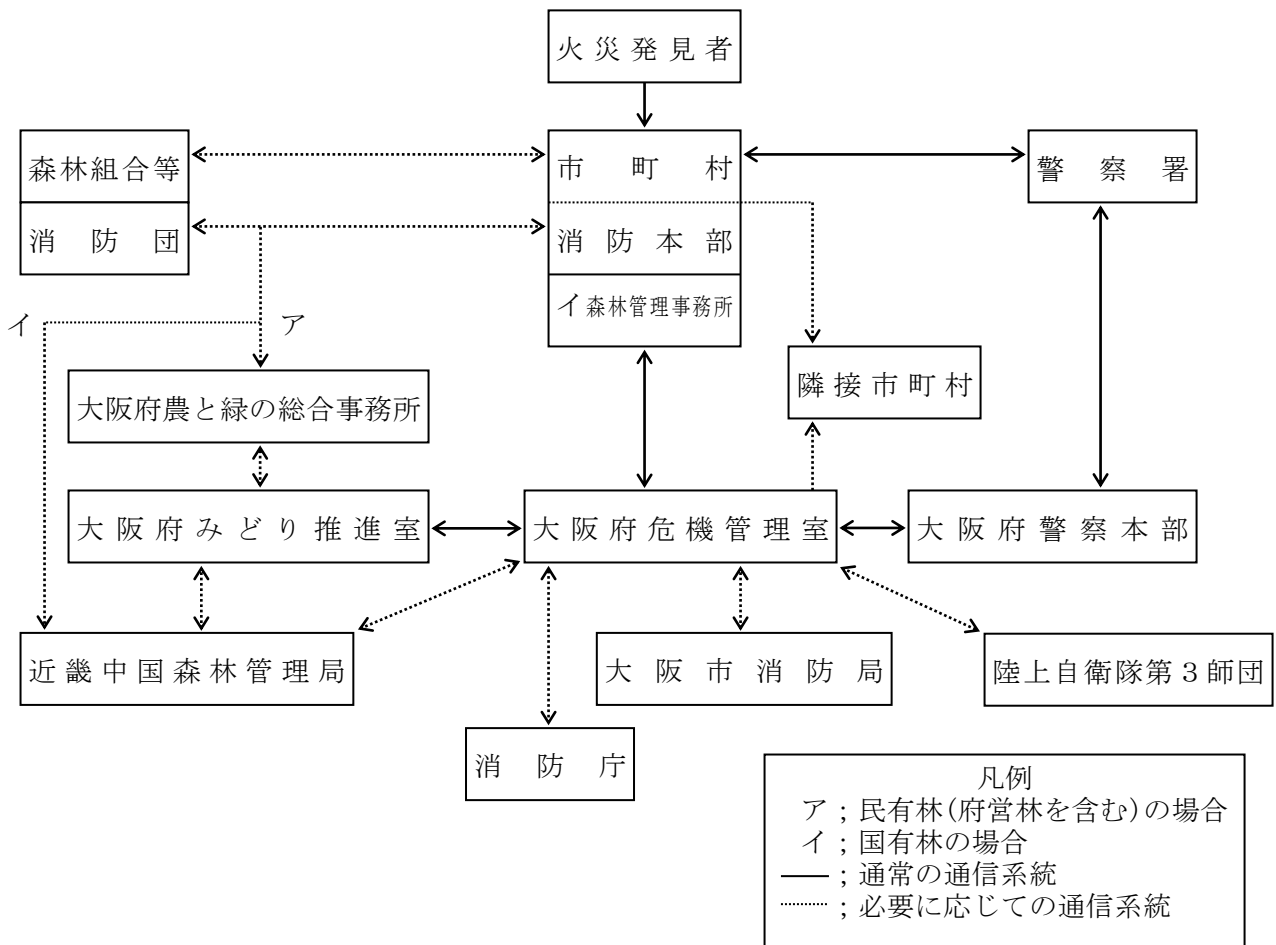 火災発見者
森林組合等
市町村
警察署
消防団
消防本部
イ森林管理事務所
イ
ア
隣接市町村
大阪府農と緑の総合事務所
大阪府みどり推進室
大阪府危機管理室
大阪府警察本部
近畿中国森林管理局
大阪市消防局
陸上自衛隊第３師団
消防庁
凡例
ア；民有林(府営林を含む)の場合
イ；国有林の場合
；通常の通信系統
；必要に応じての通信系統